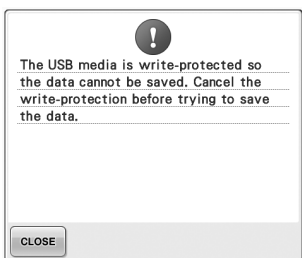 The USB media is write-protected so
the data cannot be saved. Cancel the
write-protection before trying to save
the data.
CLOSE